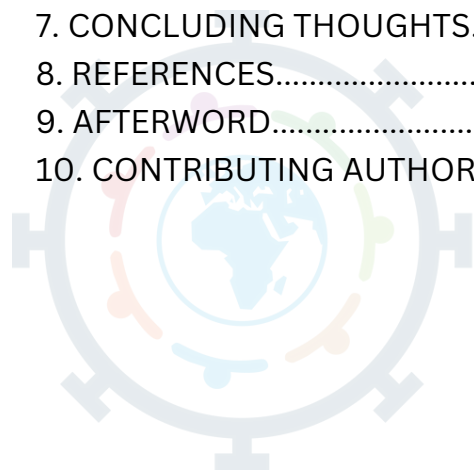 7. CONCLUDING THOUGHTS.
8. REFERENCES........................
9. AFTERWORD........................
10. CONTRIBUTING AUTHOR